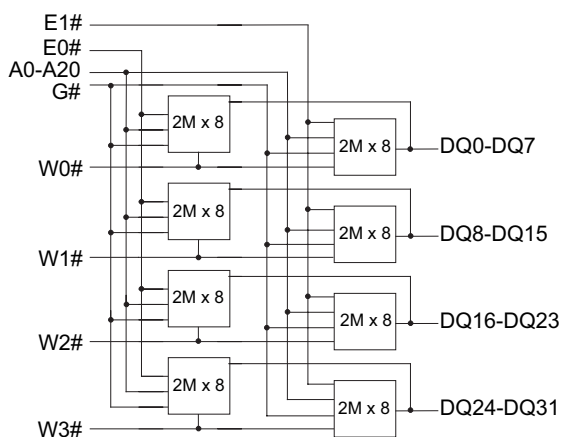 E1#
E0#
A0-A20
G#
2M x 8
2M x 8
DQ0-DQ7
W0#
2M x 8
2M x 8
DQ8-DQ15
W1#
2M x 8
2M x 8
DQ16-DQ23
W2#
2M x 8
2M x 8
DQ24-DQ31
W3#